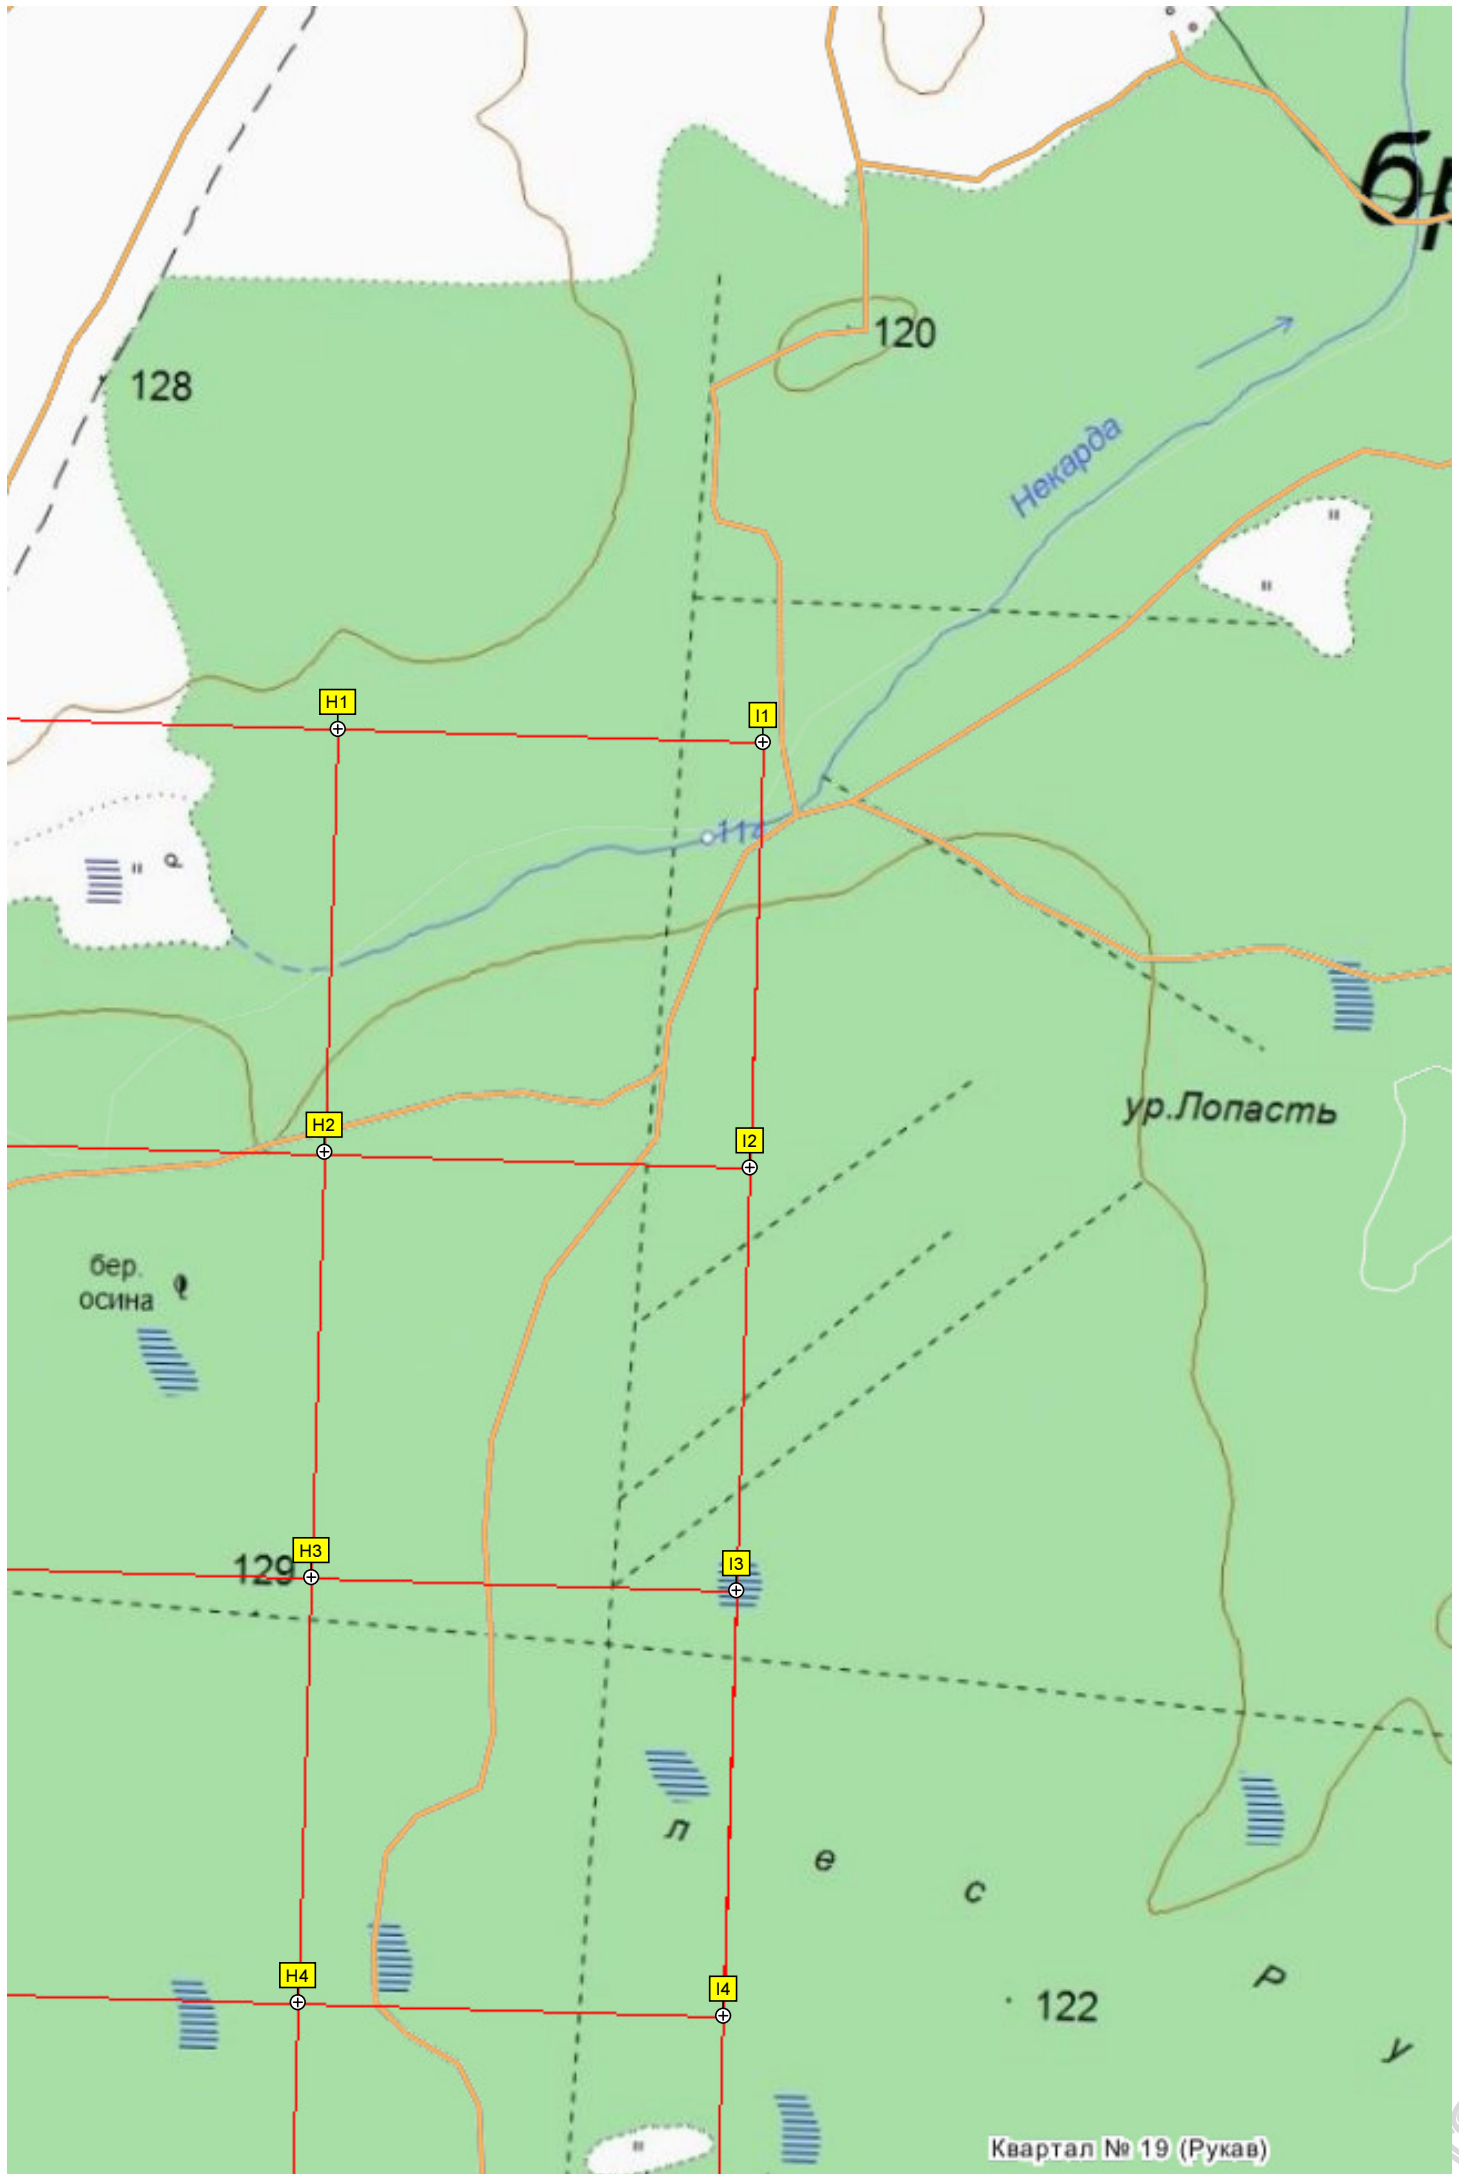 бр
120
128
Некарда
H1
I1
114
ур.Лопасть
H2
I2
бер.
осина
H3
129
I3
л е с
Р
у
H4
I4
122
Квартал № 19 (Рукав)